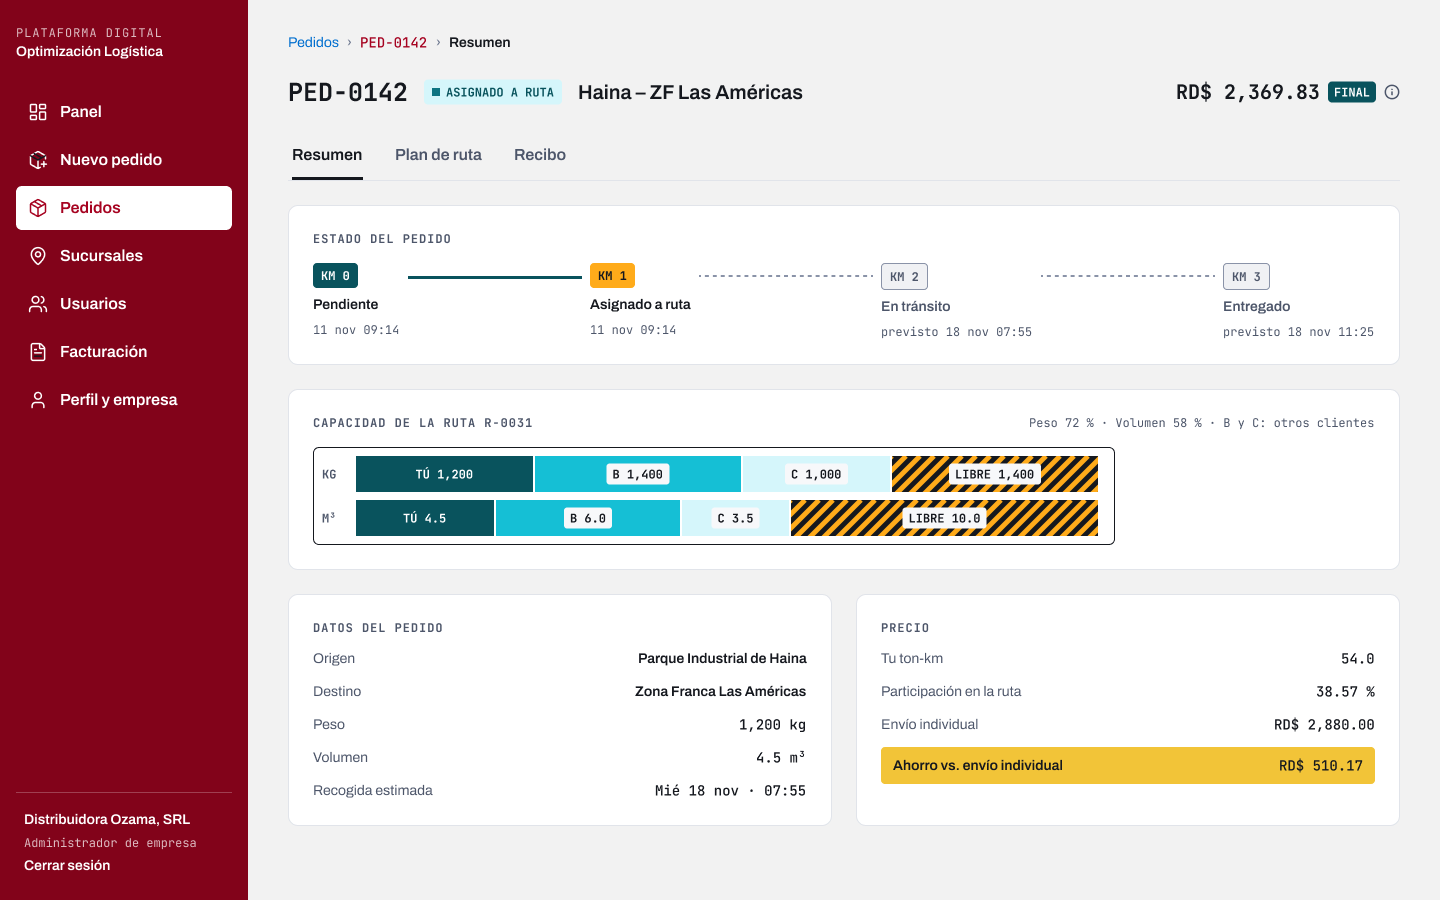 PLATAFORMA DIGITAL
Optimización Logística
Panel
Nuevo pedido
Pedidos
Sucursales
Usuarios
Facturación
Perfil y empresa
Distribuidora Ozama, SRL
Administrador de empresa
Cerrar sesión
Pedidos › PED-0142 › Resumen
PED-0142 ASIGNADO A RUTA Haina – ZF Las Américas RD$ 2,369.83 FINAL
Resumen Plan de ruta Recibo
ESTADO DEL PEDIDO
KM 0 KM 1 KM 2 KM 3
Pendiente Asignado a ruta En tránsito Entregado
11 nov 09:14 11 nov 09:14 previsto 18 nov 07:55 previsto 18 nov 11:25
CAPACIDAD DE LA RUTA R-0031 Peso 72 % · Volumen 58 % · B y C: otros clientes
KG TÚ 1,200 B 1,400 C 1,000 LIBRE 1,400
M³ TÚ 4.5 B 6.0 C 3.5 LIBRE 10.0
DATOS DEL PEDIDO
Origen Parque Industrial de Haina
Destino Zona Franca Las Américas
Peso 1,200 kg
Volumen 4.5 m³
Recogida estimada Mié 18 nov · 07:55
PRECIO
Tu ton-km 54.0
Participación en la ruta 38.57 %
Envío individual RD$ 2,880.00
Ahorro vs. envío individual RD$ 510.17